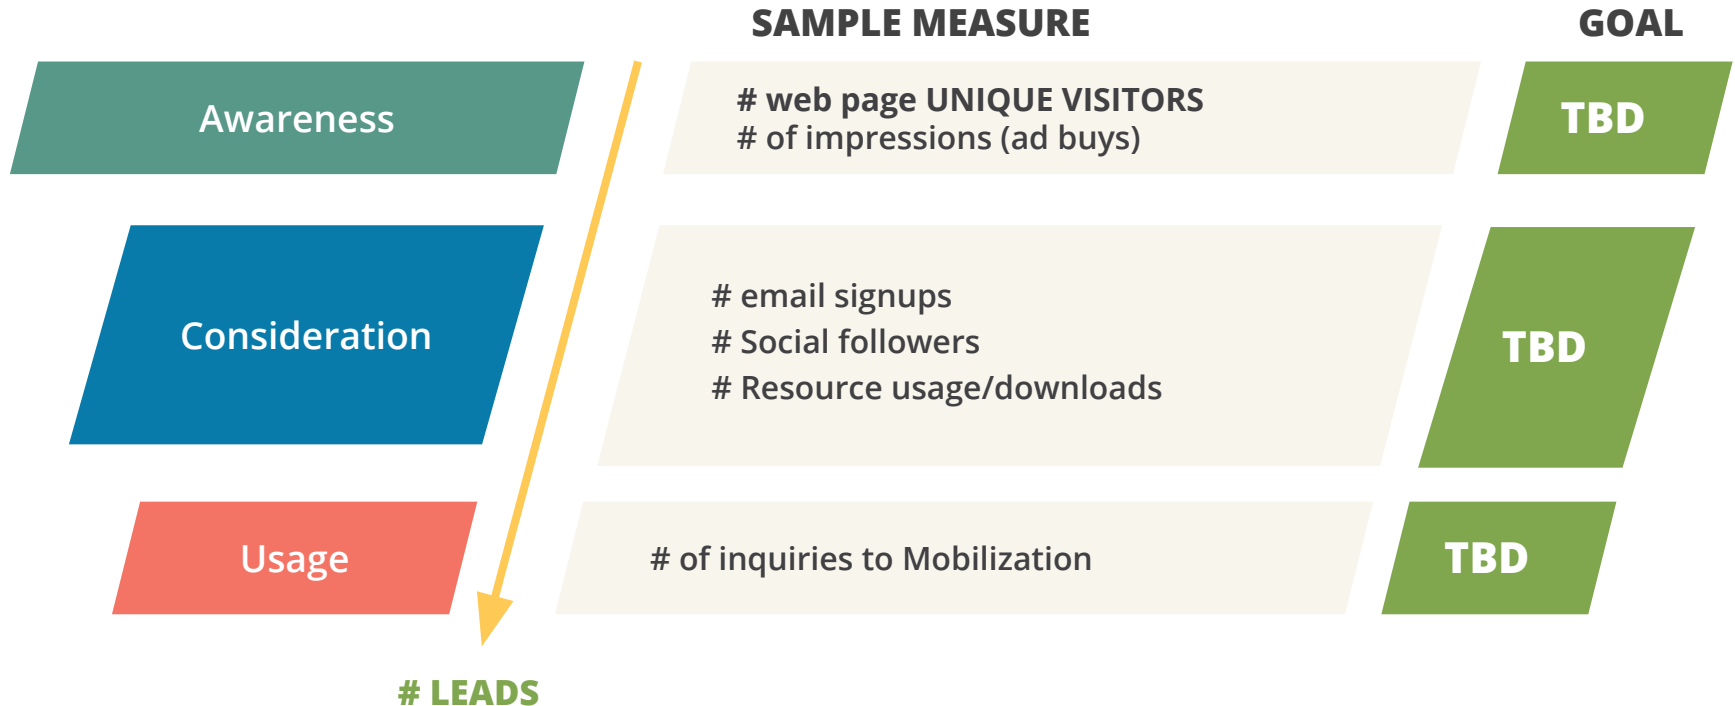 SAMPLE MEASURE
GOAL
Awareness
# web page UNIQUE VISITORS
# of impressions (ad buys)
TBD
Consideration
# email signups
# Social followers
# Resource usage/downloads
TBD
Usage
# of inquiries to Mobilization
TBD
# LEADS